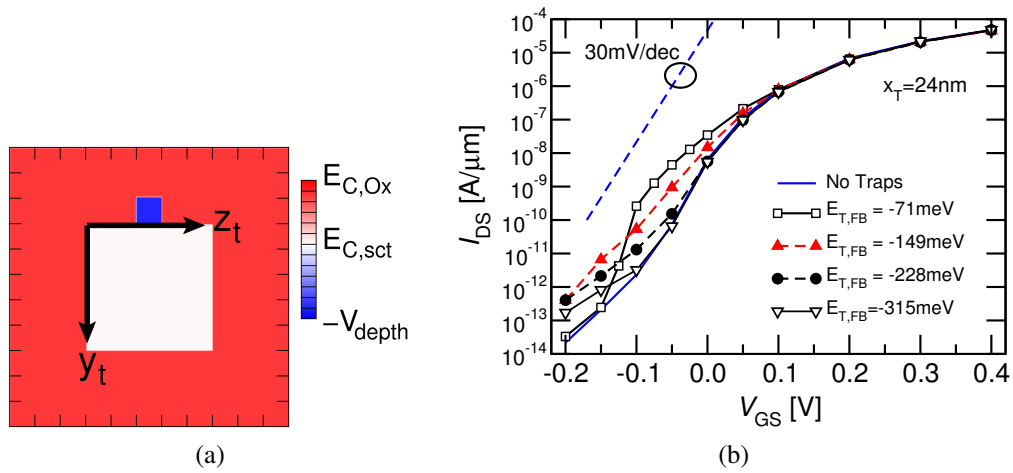 E_C,Ox
E_C,sct
-V_depth
z_t
y_t
(a)
10^-4
10^-5
10^-6
10^-7
10^-8
10^-9
10^-10
10^-11
10^-12
10^-13
10^-14
I_DS [A/μm]
30mV/dec
x_T=24nm
No Traps
E_T,FB = -71meV
E_T,FB = -149meV
E_T,FB = -228meV
E_T,FB=-315meV
-0.2 -0.1 0.0 0.1 0.2 0.3 0.4
V_GS [V]
(b)